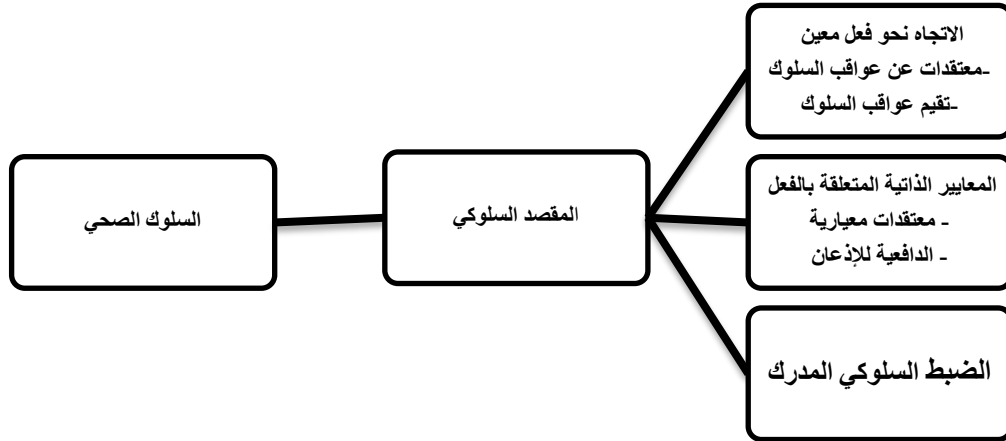 الاتجاه نحو فعل معين
-معتقدات عن عواقب السلوك
-تقيم عواقب السلوك
المعايير الذاتية المتعلقة بالفعل
- معتقدات معيارية
- الدافعية للإذعان
الضبط السلوكي المدرك
المقصد السلوكي
السلوك الصحي